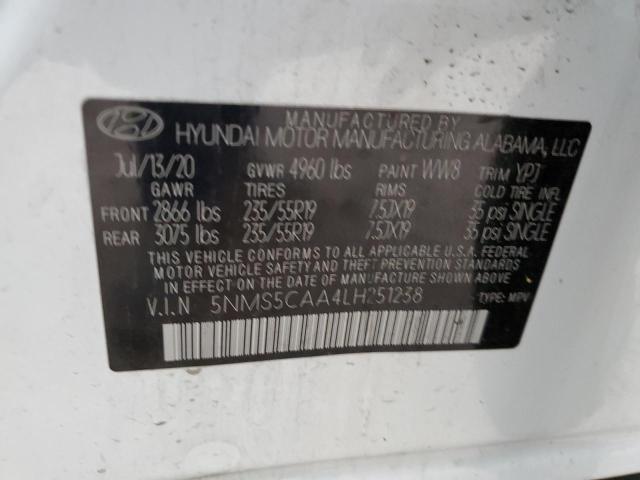 MANUFACTURED BY
HYUNDAI MOTOR MANUFACTURING ALABAMA, LLC
Jul/13/20 GVWR 4960 lbs PAINT WW8 TRIM YPJ
GAWR TIRES RIMS COLD TIRE INFL
FRONT 2866 lbs 235/55R19 7.5JX19 35 psi SINGLE
REAR 3075 lbs 235/55R19 7.5JX19 35 psi SINGLE
THIS VEHICLE CONFORMS TO ALL APPLICABLE U.S.A. FEDERAL
MOTOR VEHICLE SAFETY AND THEFT PREVENTION STANDARDS
IN EFFECT ON THE DATE OF MANUFACTURE SHOWN ABOVE.
V.I.N 5NMS5CAA4LH251238 TYPE: MPV